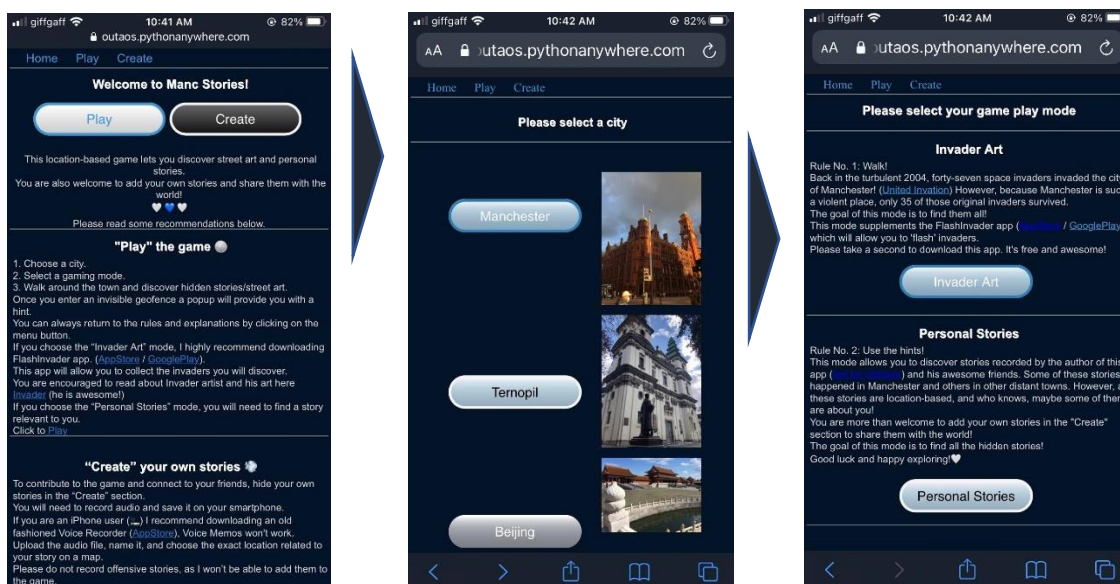 giffgaff 10:41 AM 82%
outaos.pythonanywhere.com
Home Play Create
Welcome to Manc Stories!
Play Create
This location-based game lets you discover street art and personal
stories.
You are also welcome to add your own stories and share them with the
world!
🤍💙🤍
Please read some recommendations below.
"Play" the game
1. Choose a city.
2. Select a gaming mode.
3. Walk around the town and discover hidden stories/street art.
Once you enter an invisible geofence a popup will provide you with a
hint.
You can always return to the rules and explanations by clicking on the
menu button.
If you choose the "Invader Art" mode, I highly recommend downloading
FlashInvader app. (AppStore / GooglePlay).
This app will allow you to collect the invaders you will discover.
You are encouraged to read about Invader artist and his art here
Invader (he is awesome!)
If you choose the "Personal Stories" mode, you will need to find a story
relevant to you.
Click to Play
“Create” your own stories
To contribute to the game and connect to your friends, hide your own
stories in the "Create" section.
You will need to record audio and save it on your smartphone.
If you are an iPhone user ( ) I recommend downloading an old
fashioned Voice Recorder (AppStore), Voice Memos won't work.
Upload the audio file, name it, and choose the exact location related to
your story on a map.
Please do not record offensive stories, as I won't be able to add them to
the game.
giffgaff 10:42 AM 82%
AA outaos.pythonanywhere.com
Home Play Create
Please select a city
Manchester
Ternopil
Beijing
giffgaff 10:42 AM 82%
AA outaos.pythonanywhere.com
Home Play Create
Please select your game play mode
Invader Art
Rule No. 1: Walk!
Back in the turbulent 2004, forty-seven space invaders invaded the city
of Manchester! (United Invation) However, because Manchester is suc
a violent place, only 35 of those original invaders survived.
The goal of this mode is to find them all!
This mode supplements the FlashInvader app (AppStore / GooglePlay
which will allow you to 'flash' invaders.
Please take a second to download this app. It's free and awesome!
Invader Art
Personal Stories
Rule No. 2: Use the hints!
This mode allows you to discover stories recorded by the author of this
app ( ) and his awesome friends. Some of these stories
happened in Manchester and others in other distant towns. However, a
these stories are location-based, and who knows, maybe some of them
are about you!
You are more than welcome to add your own stories in the "Create"
section to share them with the world!
The goal of this mode is to find all the hidden stories!
Good luck and happy exploring!🤍
Personal Stories